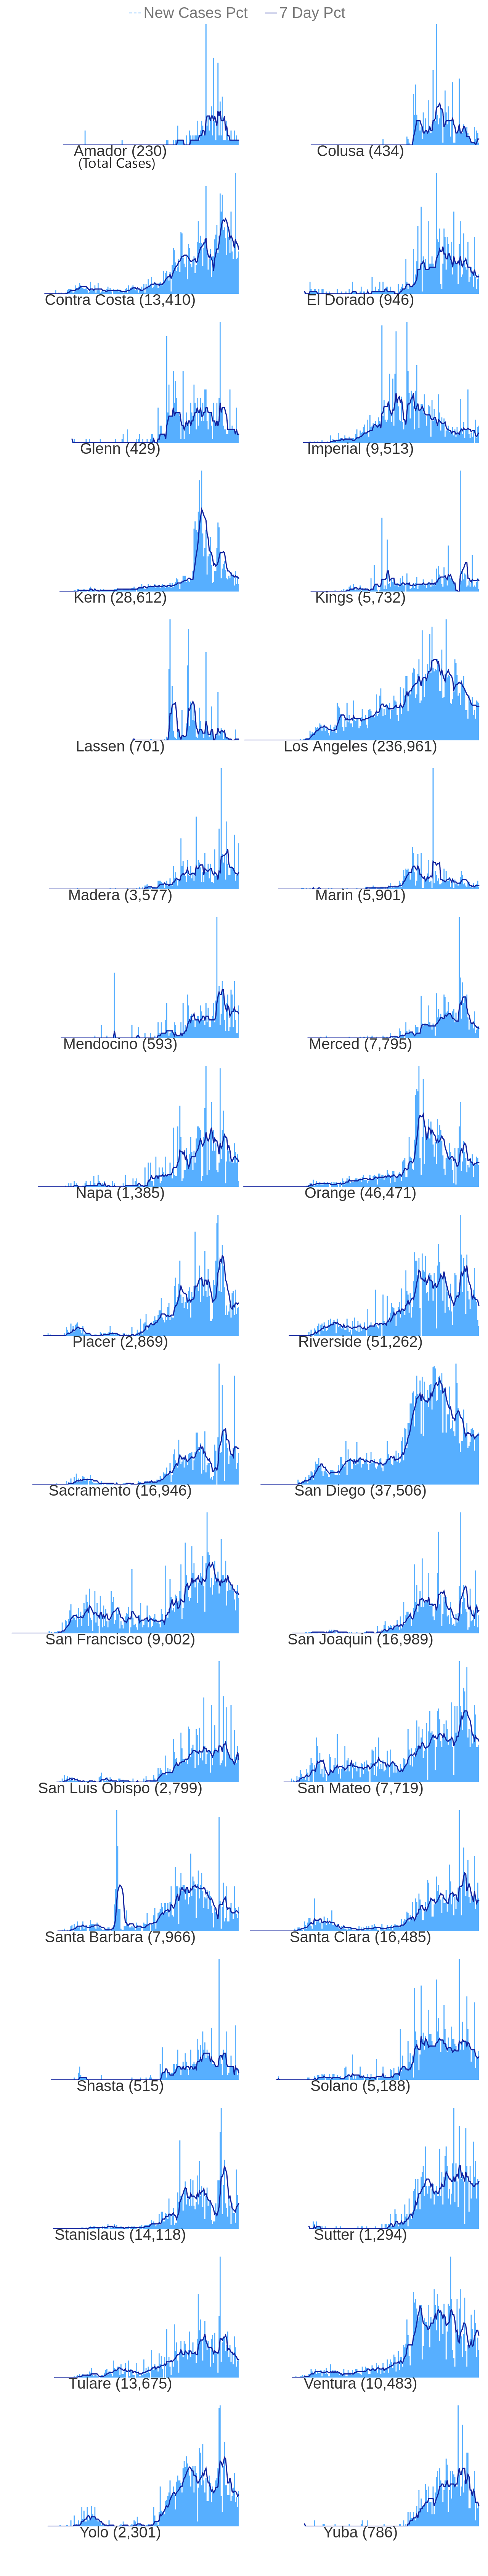 New Cases Pct 7 Day Pct
Amador (230) Colusa (434)
(Total Cases)
Contra Costa (13,410) El Dorado (946)
Glenn (429) Imperial (9,513)
Kern (28,612) Kings (5,732)
Lassen (701) Los Angeles (236,961)
Madera (3,577) Marin (5,901)
Mendocino (593) Merced (7,795)
Napa (1,385) Orange (46,471)
Placer (2,869) Riverside (51,262)
Sacramento (16,946) San Diego (37,506)
San Francisco (9,002) San Joaquin (16,989)
San Luis Obispo (2,799) San Mateo (7,719)
Santa Barbara (7,966) Santa Clara (16,485)
Shasta (515) Solano (5,188)
Stanislaus (14,118) Sutter (1,294)
Tulare (13,675) Ventura (10,483)
Yolo (2,301) Yuba (786)